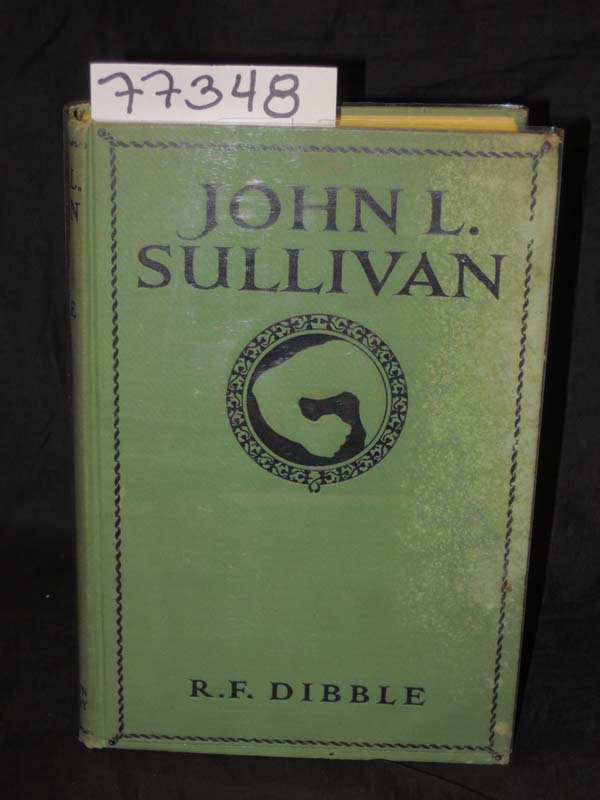 77348
JOHN L.
SULLIVAN
R.F. DIBBLE
L.
N
E
N
Y